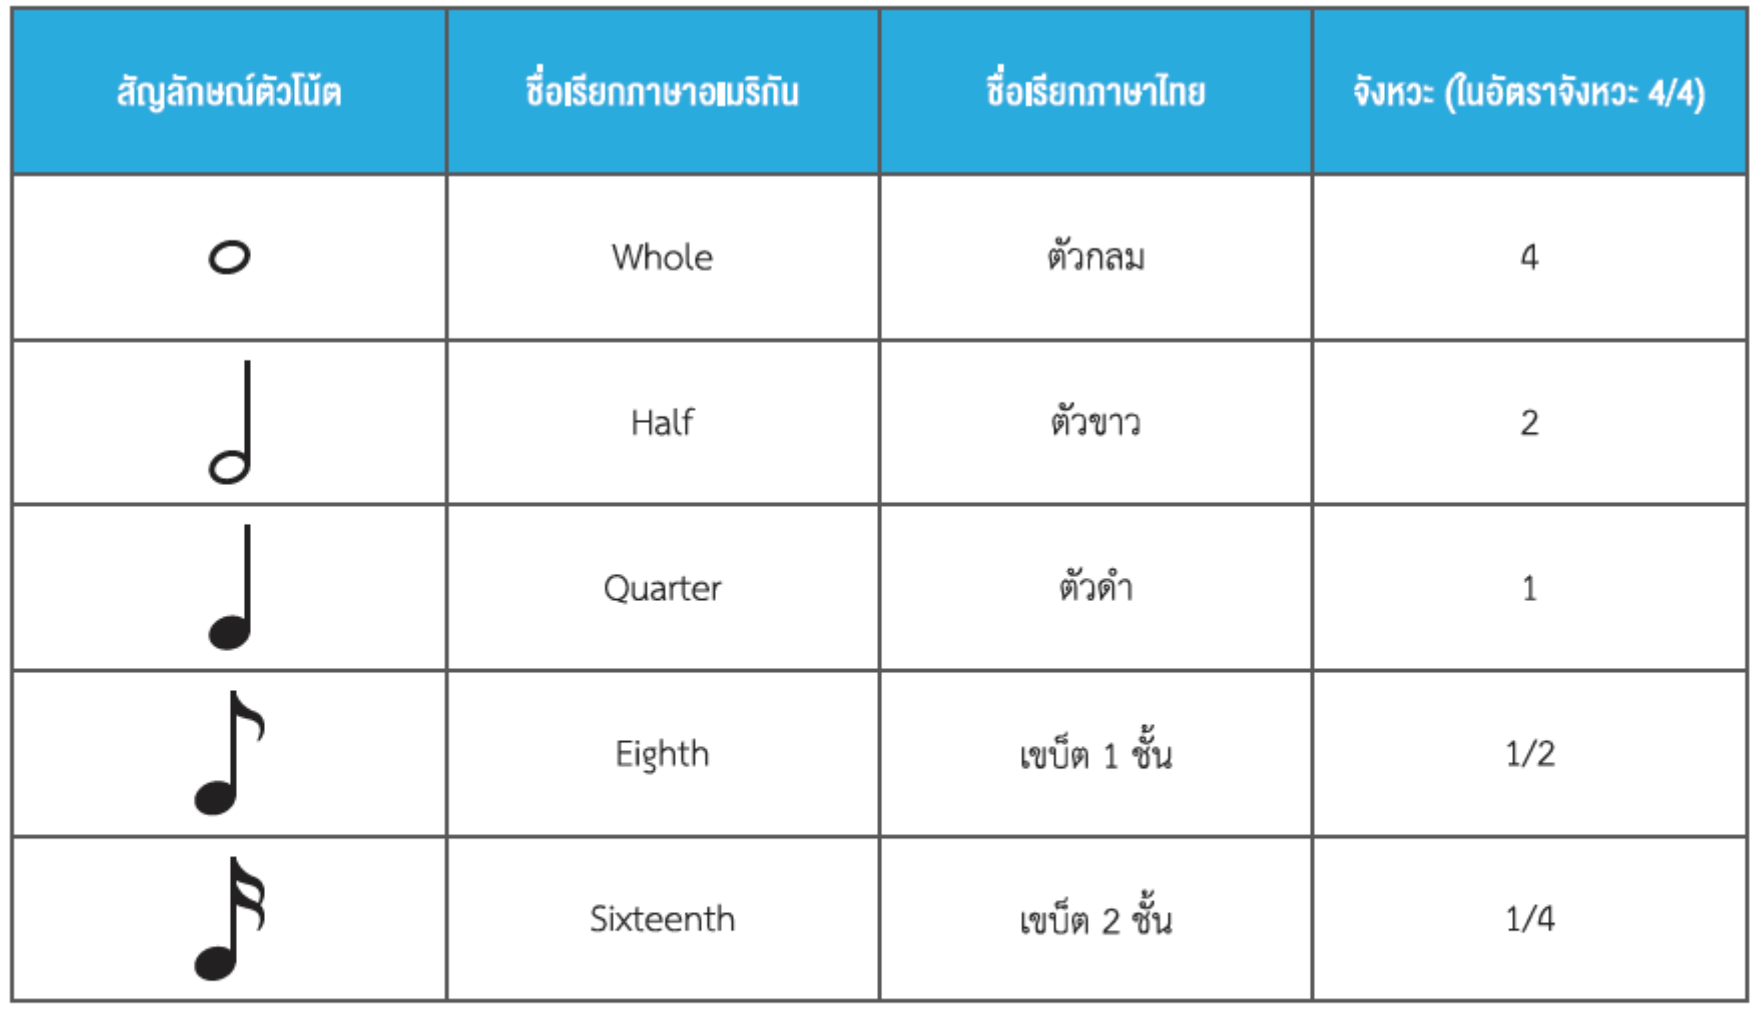 สัญลักษณ์ตัวโน้ต ชื่อเรียกภาษาอเมริกัน ชื่อเรียกภาษาไทย จังหวะ (ในอัตราจังหวะ 4/4)
Whole ตัวกลม 4
Half ตัวขาว 2
Quarter ตัวดำ 1
Eighth เขบ็ต 1 ชั้น 1/2
Sixteenth เขบ็ต 2 ชั้น 1/4